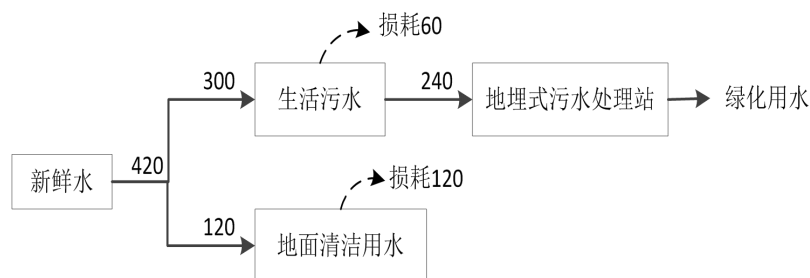 损耗60
300
生活污水
240
地埋式污水处理站
绿化用水
新鲜水
420
损耗120
120
地面清洁用水